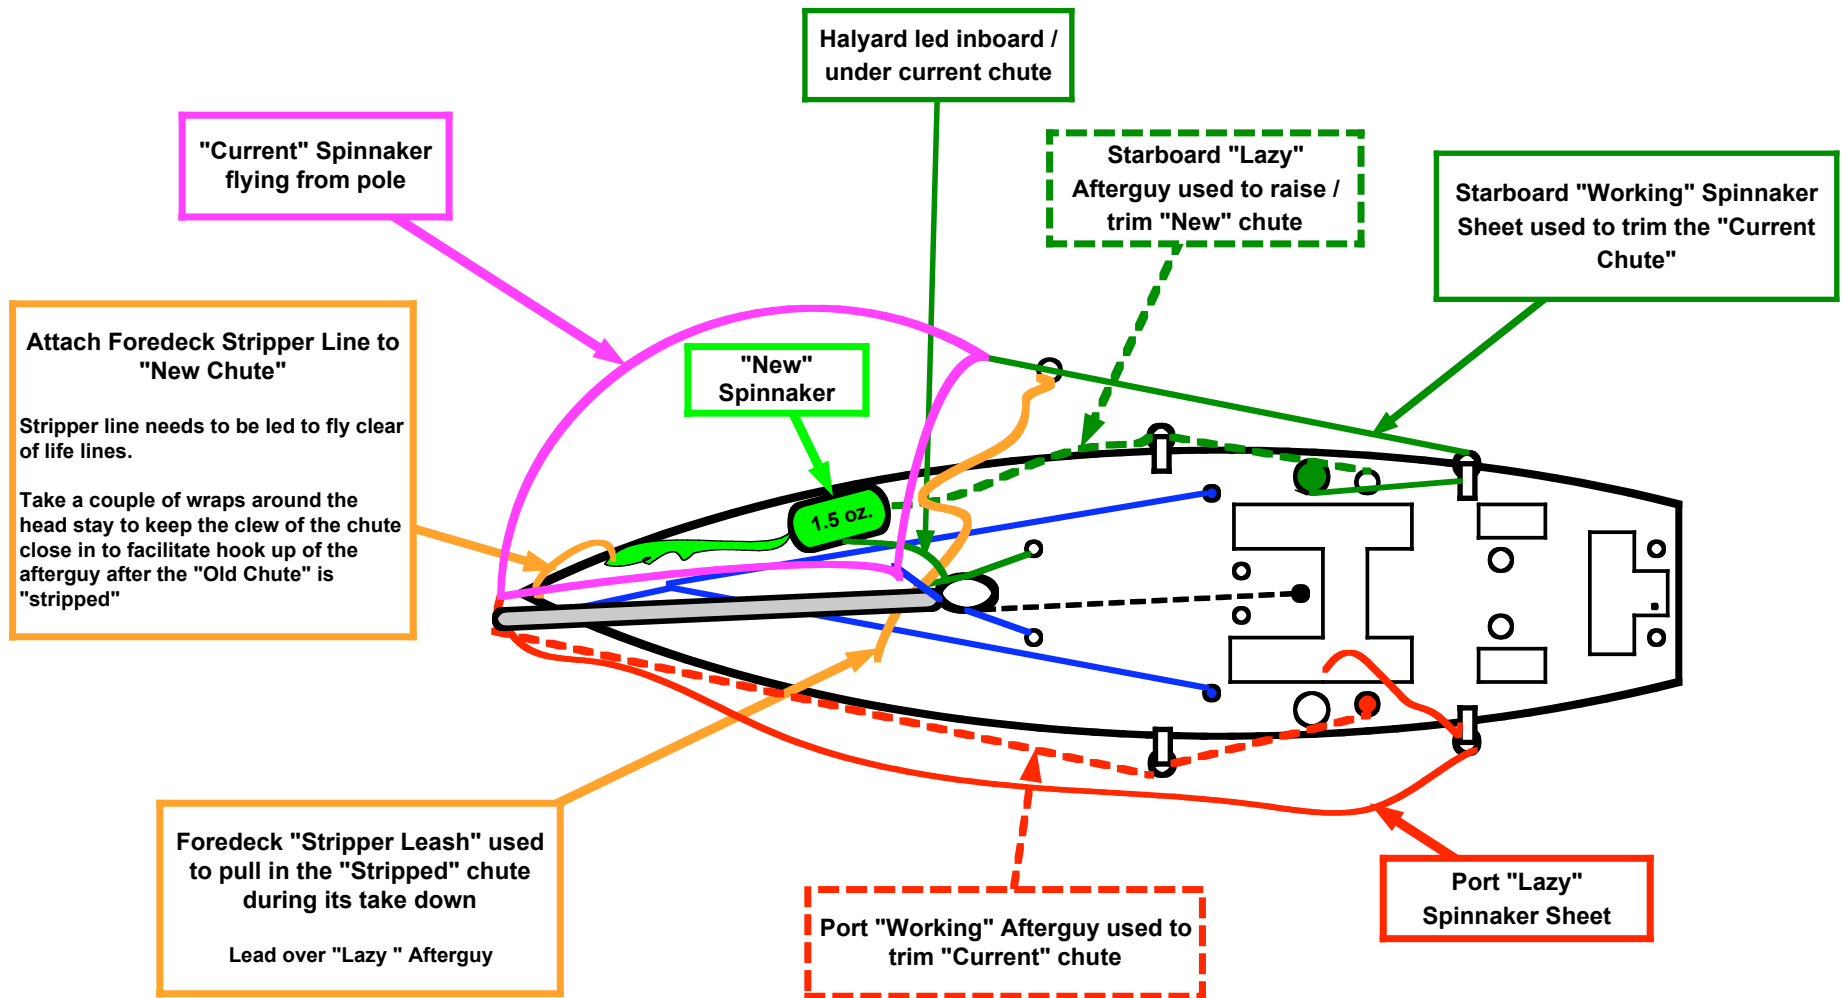 Halyard led inboard /
under current chute
"Current" Spinnaker
flying from pole
Starboard "Lazy"
Afterguy used to raise /
trim "New" chute
Starboard "Working" Spinnaker
Sheet used to trim the "Current
Chute"
Attach Foredeck Stripper Line to
"New Chute"
Stripper line needs to be led to fly clear
of life lines.
Take a couple of wraps around the
head stay to keep the clew of the chute
close in to facilitate hook up of the
afterguy after the "Old Chute" is
"stripped"
"New"
Spinnaker
1.5 oz.
Foredeck "Stripper Leash" used
to pull in the "Stripped" chute
during its take down
Lead over "Lazy " Afterguy
Port "Working" Afterguy used to
trim "Current" chute
Port "Lazy"
Spinnaker Sheet